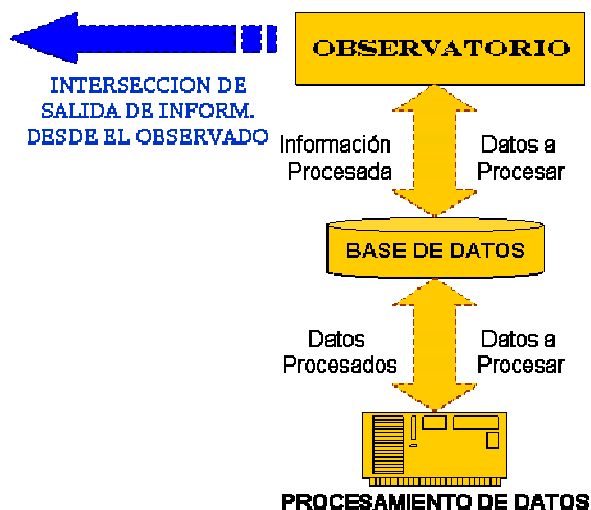 OBSERVATORIO
INTERSECCION DE
SALIDA DE INFORM.
DESDE EL OBSERVADO
Información
Procesada
Datos a
Procesar
BASE DE DATOS
Datos
Procesados
Datos a
Procesar
PROCESAMIENTO DE DATOS